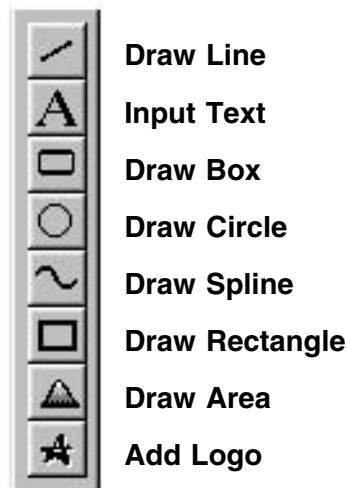 Draw Line
A Input Text
Draw Box
Draw Circle
Draw Spline
Draw Rectangle
Draw Area
Add Logo